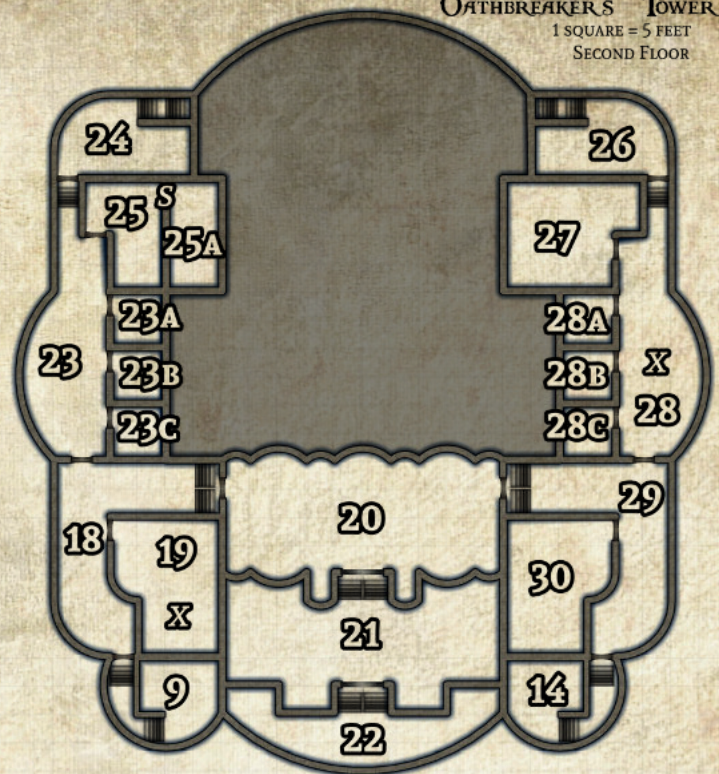 OATHBREAKER'S TOWER
1 SQUARE = 5 FEET
SECOND FLOOR
24
26
25 S
25A
27
23A
28A
23
23B
28B
X
23C
28C
28
20
29
18
19
30
X
21
9
14
22